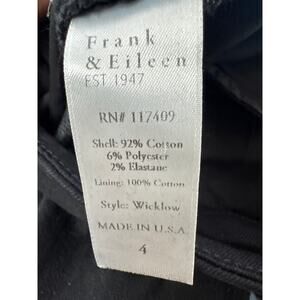 Frank
& Eileen
EST 1947
RN# 117409
Shell: 92% Cotton
6% Polyester
2% Elastane
Lining: 100% Cotton
Style: Wicklow
MADE IN U.S.A.
4